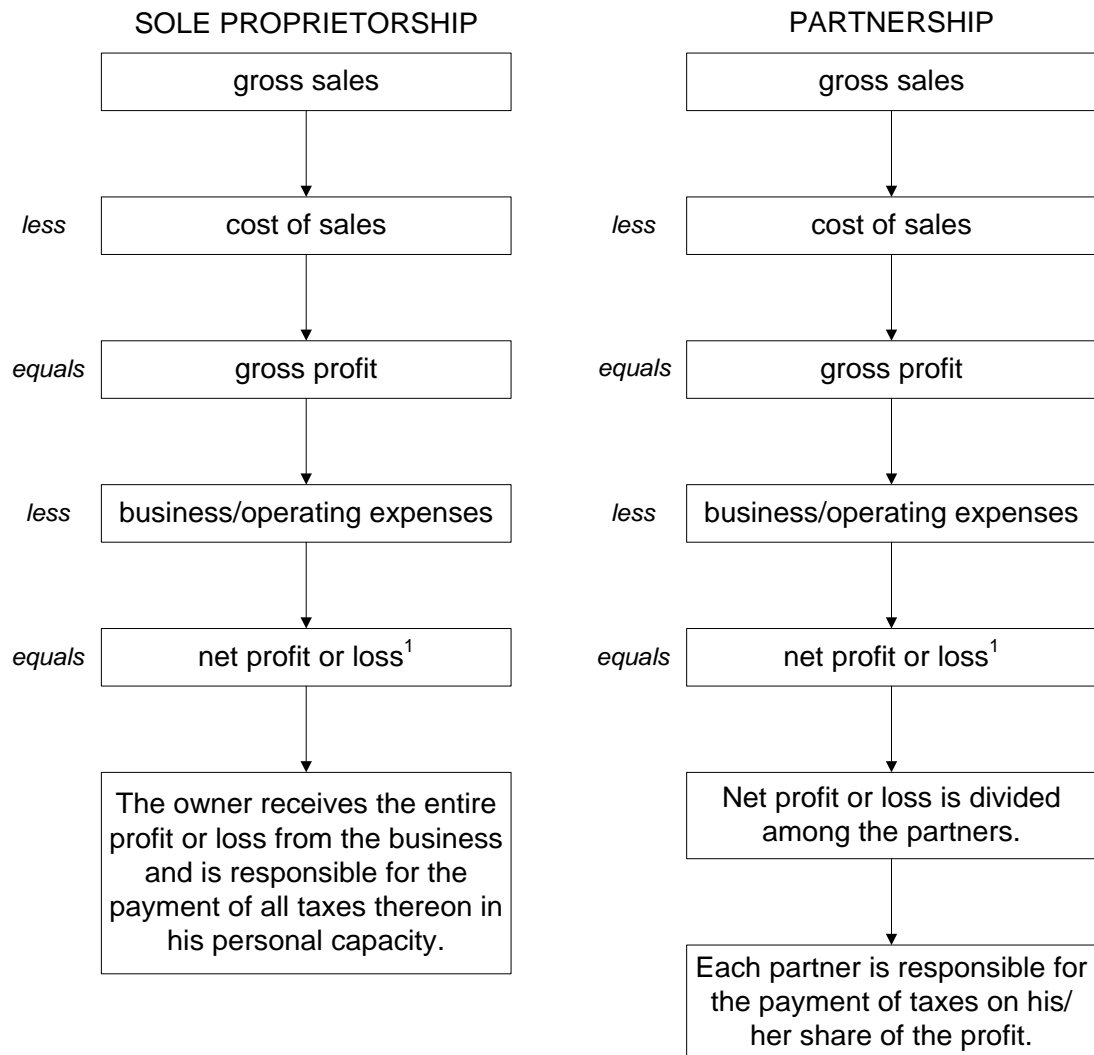 SOLE PROPRIETORSHIP
gross sales
less
cost of sales
equals
gross profit
less
business/operating expenses
equals
net profit or loss1
The owner receives the entire
profit or loss from the business
and is responsible for the
payment of all taxes thereon in
his personal capacity.
PARTNERSHIP
gross sales
less
cost of sales
equals
gross profit
less
business/operating expenses
equals
net profit or loss1
Net profit or loss is divided
among the partners.
Each partner is responsible for
the payment of taxes on his/
her share of the profit.